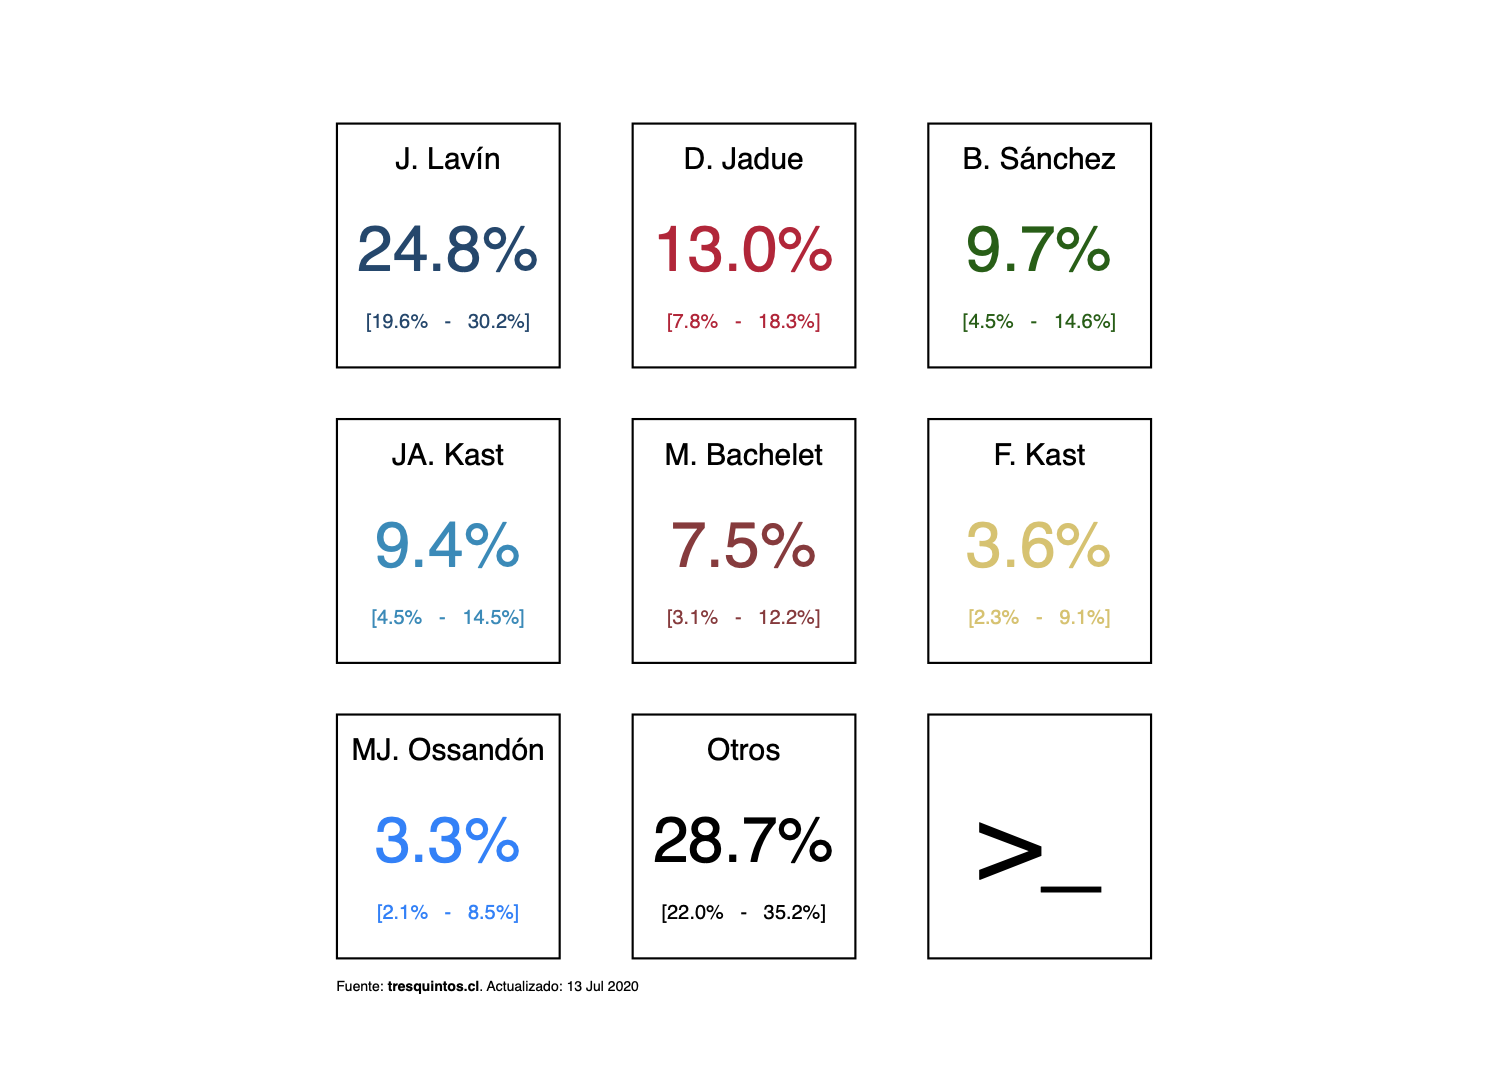 J. Lavín
24.8%
[19.6% - 30.2%]
D. Jadue
13.0%
[7.8% - 18.3%]
B. Sánchez
9.7%
[4.5% - 14.6%]
JA. Kast
9.4%
[4.5% - 14.5%]
M. Bachelet
7.5%
[3.1% - 12.2%]
F. Kast
3.6%
[2.3% - 9.1%]
MJ. Ossandón
3.3%
[2.1% - 8.5%]
Otros
28.7%
[22.0% - 35.2%]
>_
Fuente: tresquintos.cl. Actualizado: 13 Jul 2020